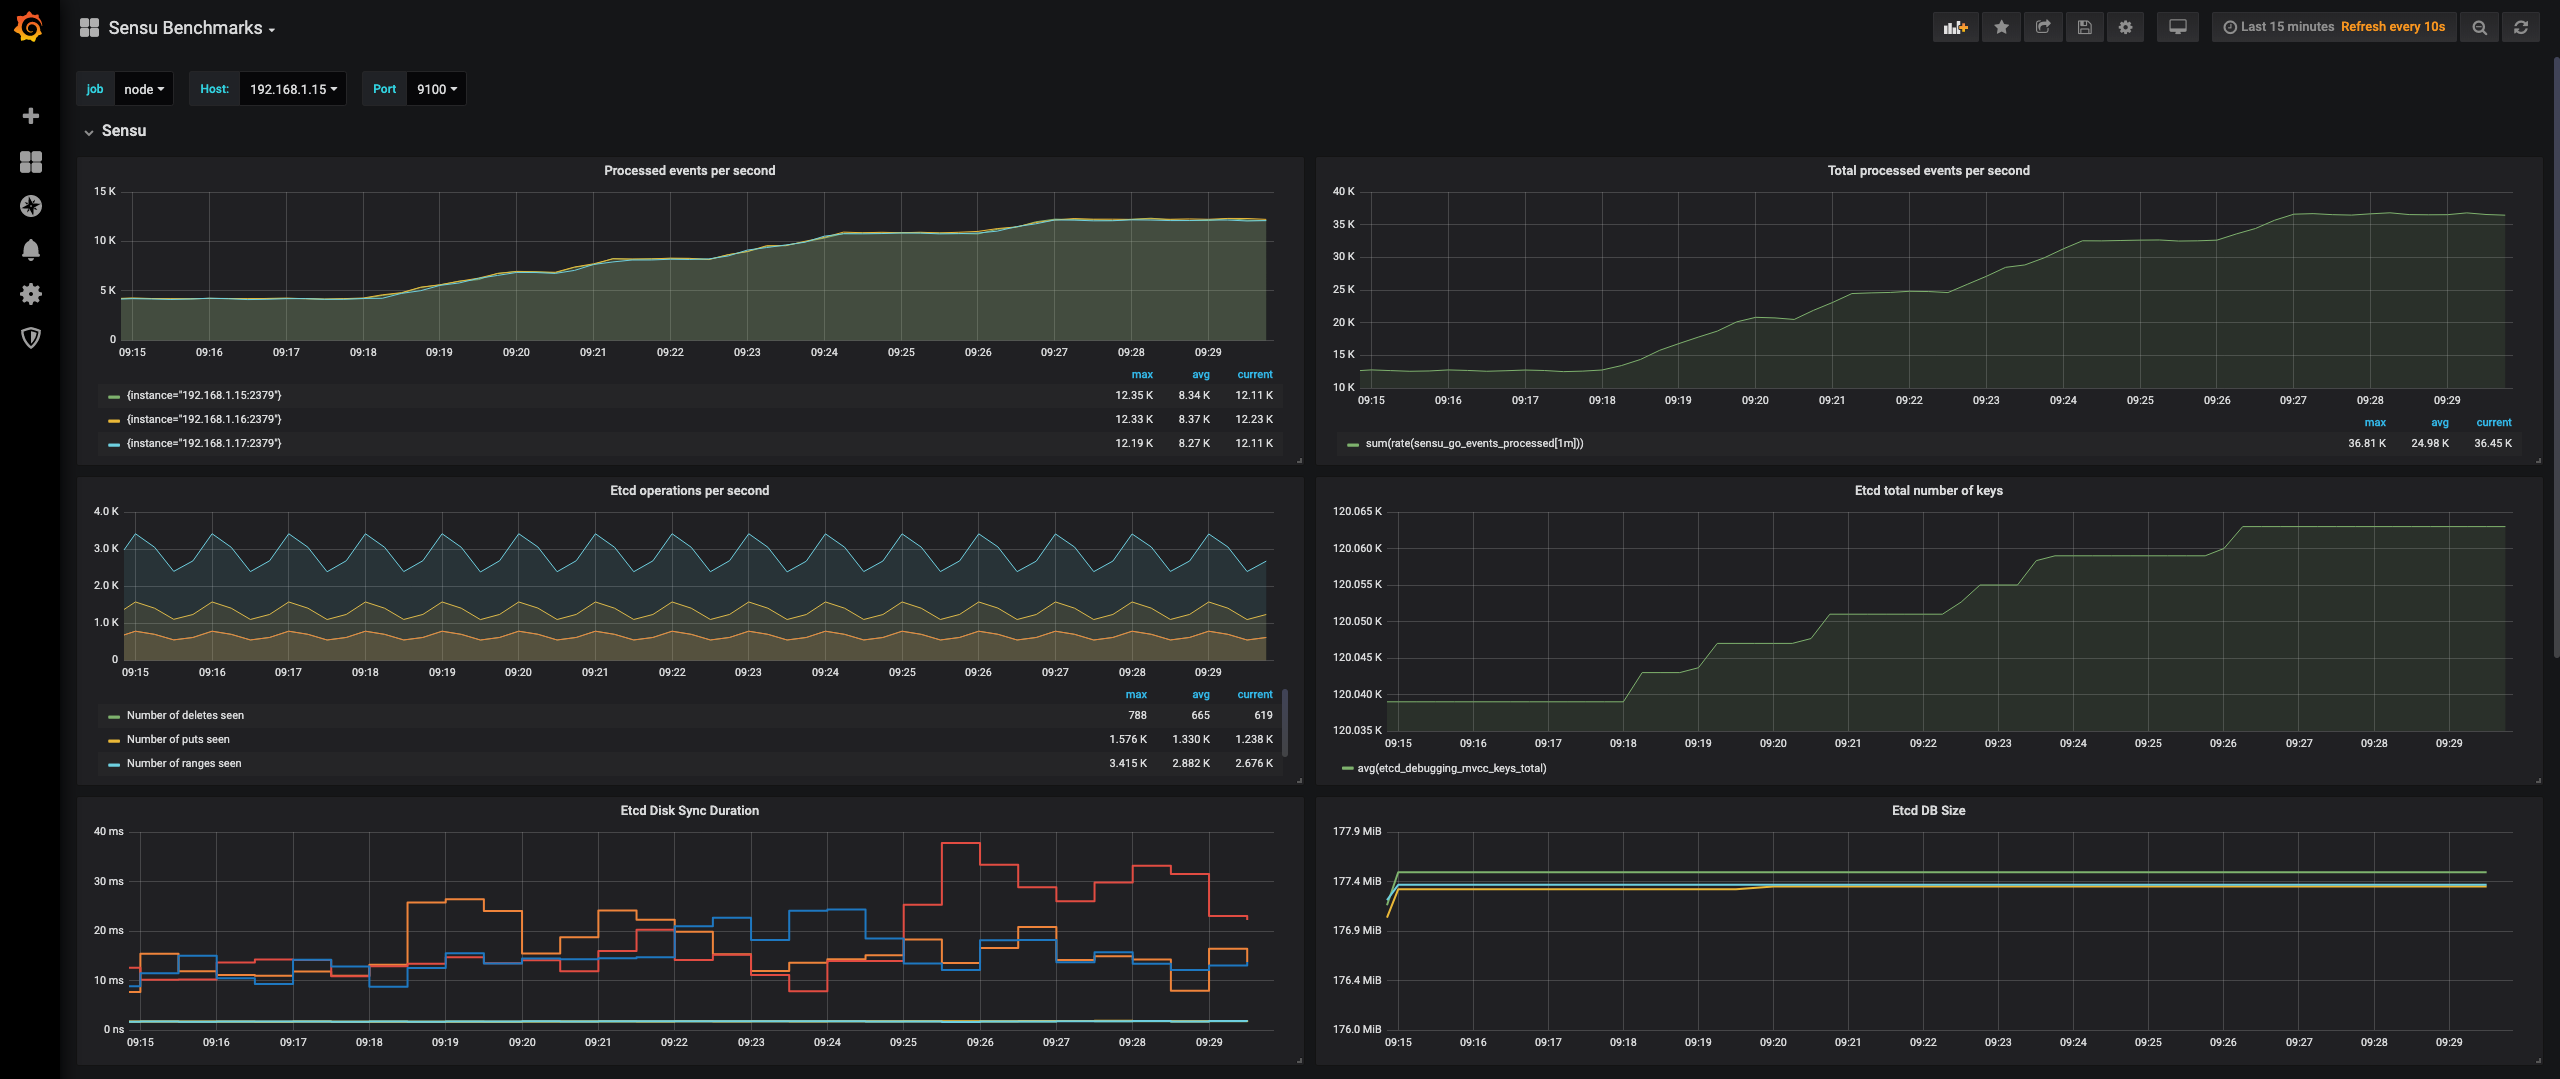 Sensu Benchmarks
Last 15 minutes Refresh every 10s
job node Host: 192.168.1.15 Port 9100
Sensu
Processed events per second
15 K
10 K
5 K
0
09:15 09:16 09:17 09:18 09:19 09:20 09:21 09:22 09:23 09:24 09:25 09:26 09:27 09:28 09:29
max avg current
{instance="192.168.1.15:2379"} 12.35 K 8.34 K 12.11 K
{instance="192.168.1.16:2379"} 12.33 K 8.37 K 12.23 K
{instance="192.168.1.17:2379"} 12.19 K 8.27 K 12.11 K
Total processed events per second
40 K
35 K
30 K
25 K
20 K
15 K
10 K
09:15 09:16 09:17 09:18 09:19 09:20 09:21 09:22 09:23 09:24 09:25 09:26 09:27 09:28 09:29
max avg current
sum(rate(sensu_go_events_processed[1m])) 36.81 K 24.98 K 36.45 K
Etcd operations per second
4.0 K
3.0 K
2.0 K
1.0 K
0
09:15 09:16 09:17 09:18 09:19 09:20 09:21 09:22 09:23 09:24 09:25 09:26 09:27 09:28 09:29
max avg current
Number of deletes seen 788 665 619
Number of puts seen 1.576 K 1.330 K 1.238 K
Number of ranges seen 3.415 K 2.882 K 2.676 K
Etcd total number of keys
120.065 K
120.060 K
120.055 K
120.050 K
120.045 K
120.040 K
120.035 K
09:15 09:16 09:17 09:18 09:19 09:20 09:21 09:22 09:23 09:24 09:25 09:26 09:27 09:28 09:29
avg(etcd_debugging_mvcc_keys_total)
Etcd Disk Sync Duration
40 ms
30 ms
20 ms
10 ms
0 ns
09:15 09:16 09:17 09:18 09:19 09:20 09:21 09:22 09:23 09:24 09:25 09:26 09:27 09:28 09:29
Etcd DB Size
177.9 MiB
177.4 MiB
176.9 MiB
176.4 MiB
176.0 MiB
09:15 09:16 09:17 09:18 09:19 09:20 09:21 09:22 09:23 09:24 09:25 09:26 09:27 09:28 09:29